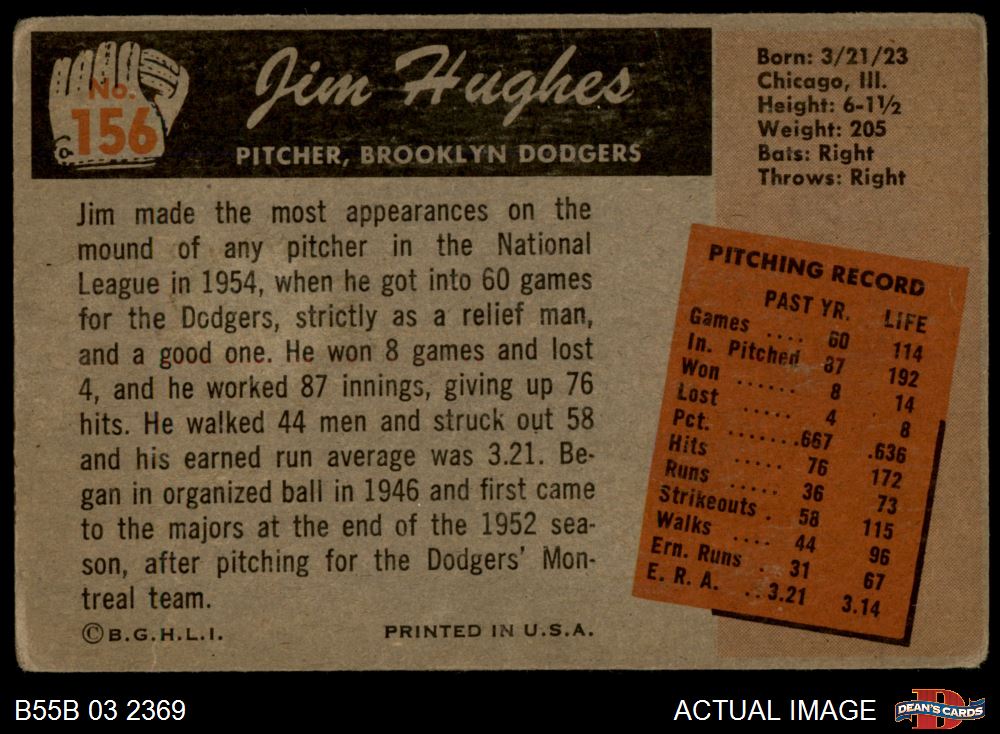 No.
156
Jim Hughes
PITCHER, BROOKLYN DODGERS
Born: 3/21/23
Chicago, Ill.
Height: 6-1½
Weight: 205
Bats: Right
Throws: Right
Jim made the most appearances on the
mound of any pitcher in the National
League in 1954, when he got into 60 games
for the Dodgers, strictly as a relief man,
and a good one. He won 8 games and lost
4, and he worked 87 innings, giving up 76
hits. He walked 44 men and struck out 58
and his earned run average was 3.21. Be-
gan in organized ball in 1946 and first came
to the majors at the end of the 1952 sea-
son, after pitching for the Dodgers' Mon-
treal team.
©B.G.H.L.I. PRINTED IN U.S.A.
PITCHING RECORD
PAST YR. LIFE
Games .... 60 114
In. Pitched 87 192
Won ...... 8 14
Lost ..... 4 8
Pct. .......667 .636
Hits ..... 76 172
Runs ..... 36 73
Strikeouts . 58 115
Walks .... 44 96
Ern. Runs . 31 67
E. R. A. ..3.21 3.14
B55B 03 2369
ACTUAL IMAGE
DEAN'S CARDS